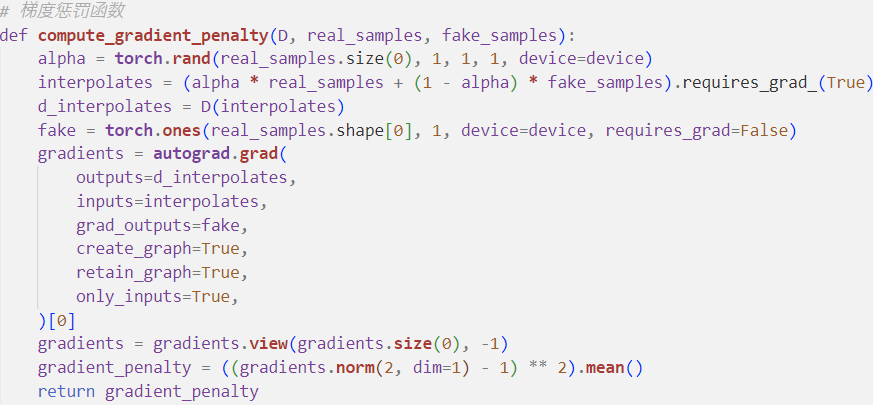 # 梯度惩罚函数
def compute_gradient_penalty(D, real_samples, fake_samples):
    alpha = torch.rand(real_samples.size(0), 1, 1, 1, device=device)
    interpolates = (alpha * real_samples + (1 - alpha) * fake_samples).requires_grad_(True)
    d_interpolates = D(interpolates)
    fake = torch.ones(real_samples.shape[0], 1, device=device, requires_grad=False)
    gradients = autograd.grad(
        outputs=d_interpolates,
        inputs=interpolates,
        grad_outputs=fake,
        create_graph=True,
        retain_graph=True,
        only_inputs=True,
    )[0]
    gradients = gradients.view(gradients.size(0), -1)
    gradient_penalty = ((gradients.norm(2, dim=1) - 1) ** 2).mean()
    return gradient_penalty